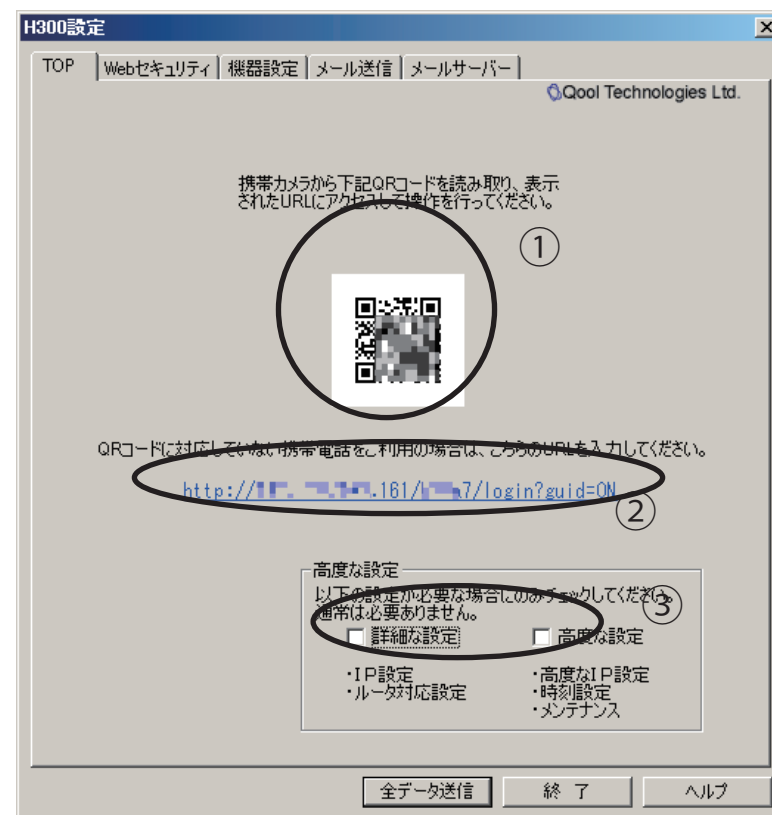 H300設定
TOP Webセキュリティ 機器設定 メール送信 メールサーバー
Qool Technologies Ltd.
携帯カメラから下記QRコードを読み取り、表示
されたURLにアクセスして操作を行ってください。
①
QRコードに対応していない携帯電話をご利用の場合は、こちらのURLを入力してください。
http:// .161/ 7/login?guid=ON
②
高度な設定
以下の設定が必要な場合にのみチェックしてください。
通常は必要ありません。
③
詳細な設定 高度な設定
・IP設定 ・高度なIP設定
・ルータ対応設定 ・時刻設定
・メンテナンス
全データ送信 終 了 ヘルプ